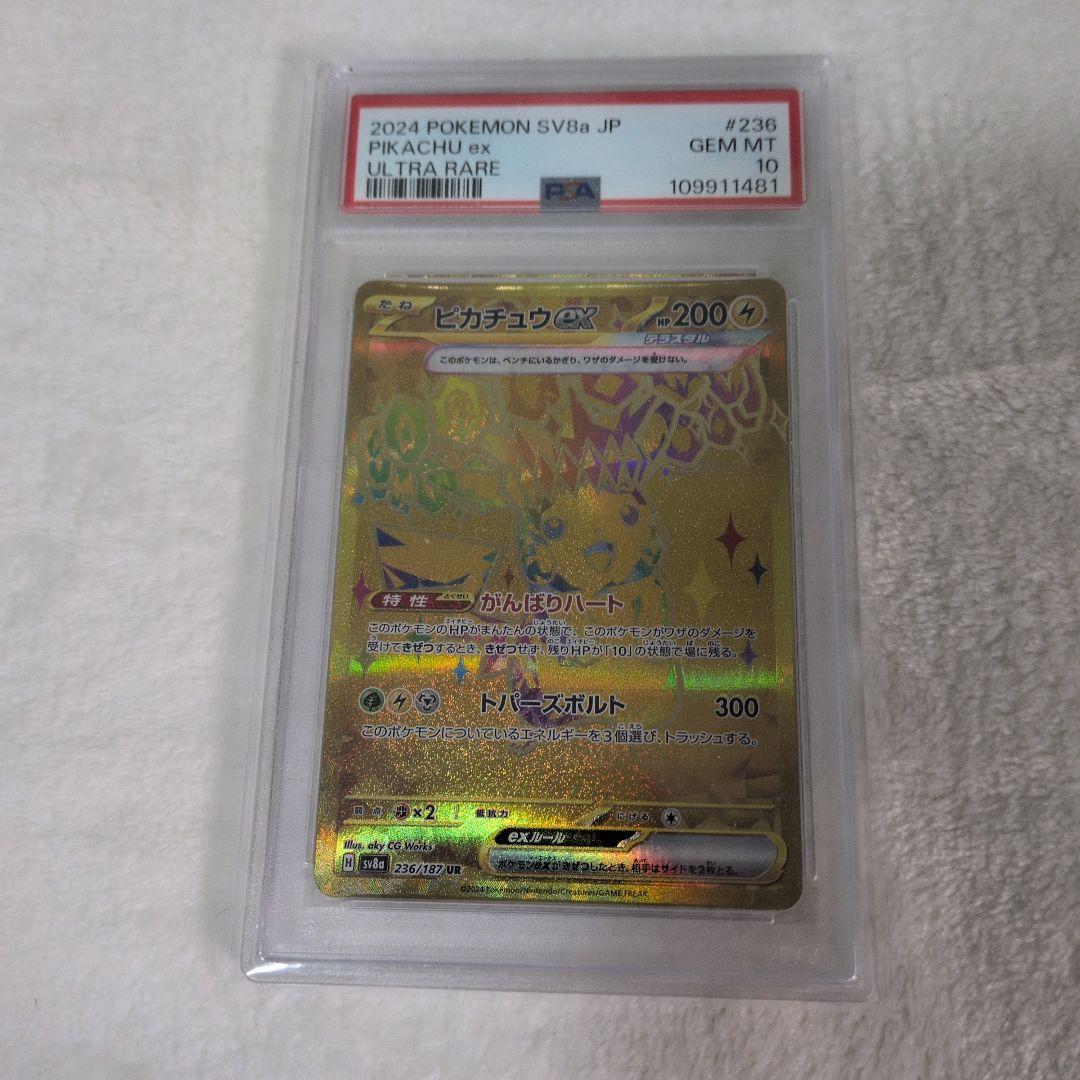 2024 POKEMON SV8a JP #236
PIKACHU ex GEM MT
ULTRA RARE 10
PSA 109911481
たね ピカチュウex HP200
テラスタル
このポケモンは、ベンチにいるかぎり、ワザのダメージを受けない。
特性 とくせい がんばりハート
このポケモンのHPがまんたんの状態で、このポケモンがワザのダメージを
受けてきぜつするとき、きぜつせず、残りHPが「10」の状態で場に残る。
トパーズボルト 300
このポケモンについているエネルギーを3個選び、トラッシュする。
弱点 ×2 抵抗力 にげる
exルール
ポケモンexがきぜつしたとき、相手はサイドを2枚とる。
Illus. aky CG Works
H sv8a 236/187 UR
©2024 Pokémon/Nintendo/Creatures/GAME FREAK